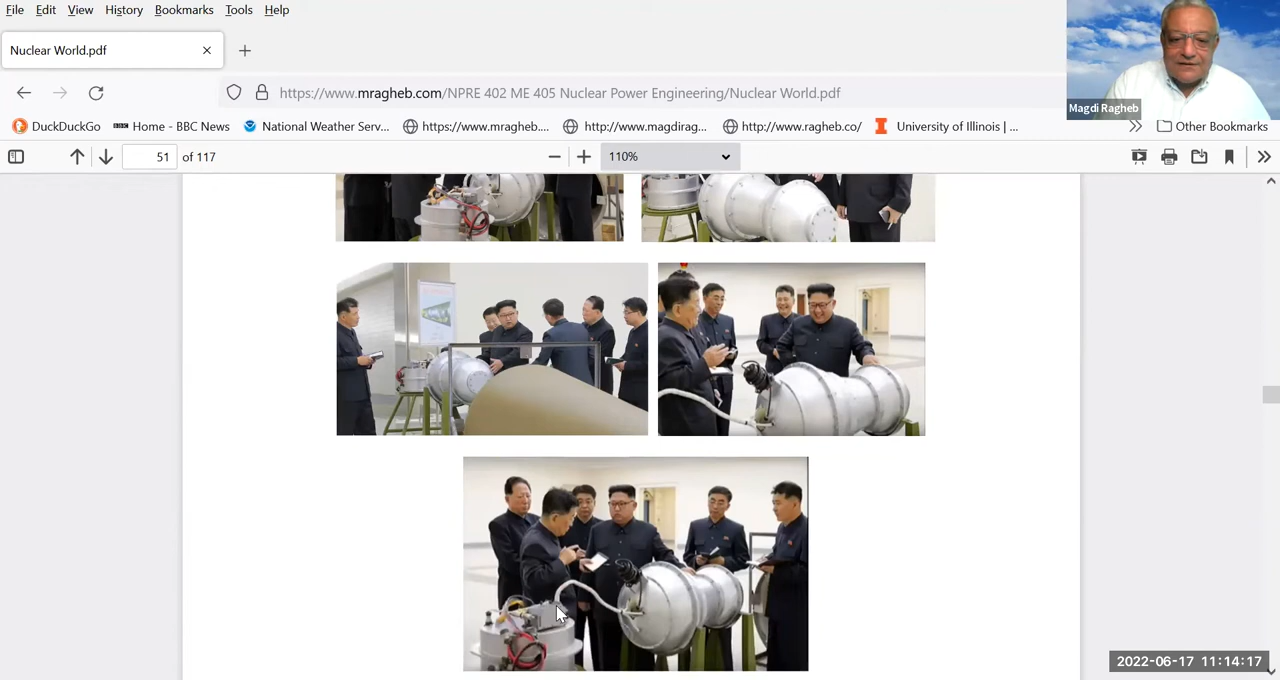 File Edit View History Bookmarks Tools Help
Nuclear World.pdf
https://www.mragheb.com/NPRE 402 ME 405 Nuclear Power Engineering/Nuclear World.pdf
Magdi Ragheb
DuckDuckGo BBC Home - BBC News National Weather Serv... https://www.mragheb.... http://www.magdirag... http://www.ragheb.co/ University of Illinois | ... Other Bookmarks
51 of 117 110%
2022-06-17 11:14:17